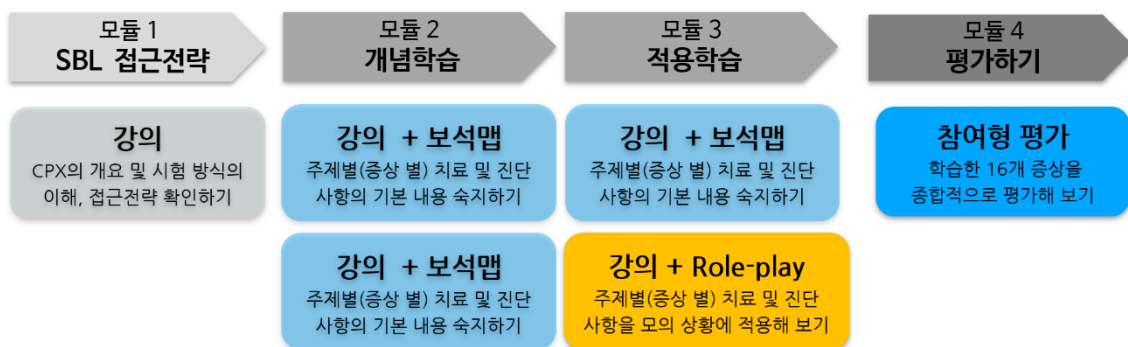 모듈 1
SBL 접근전략
모듈 2
개념학습
모듈 3
적용학습
모듈 4
평가하기
강의
CPX의 개요 및 시험 방식의
이해, 접근전략 확인하기
강의 + 보석맵
주제별(증상 별) 치료 및 진단
사항의 기본 내용 숙지하기
강의 + 보석맵
주제별(증상 별) 치료 및 진단
사항의 기본 내용 숙지하기
참여형 평가
학습한 16개 증상을
종합적으로 평가해 보기
강의 + 보석맵
주제별(증상 별) 치료 및 진단
사항의 기본 내용 숙지하기
강의 + Role-play
주제별(증상 별) 치료 및 진단
사항을 모의 상황에 적용해 보기